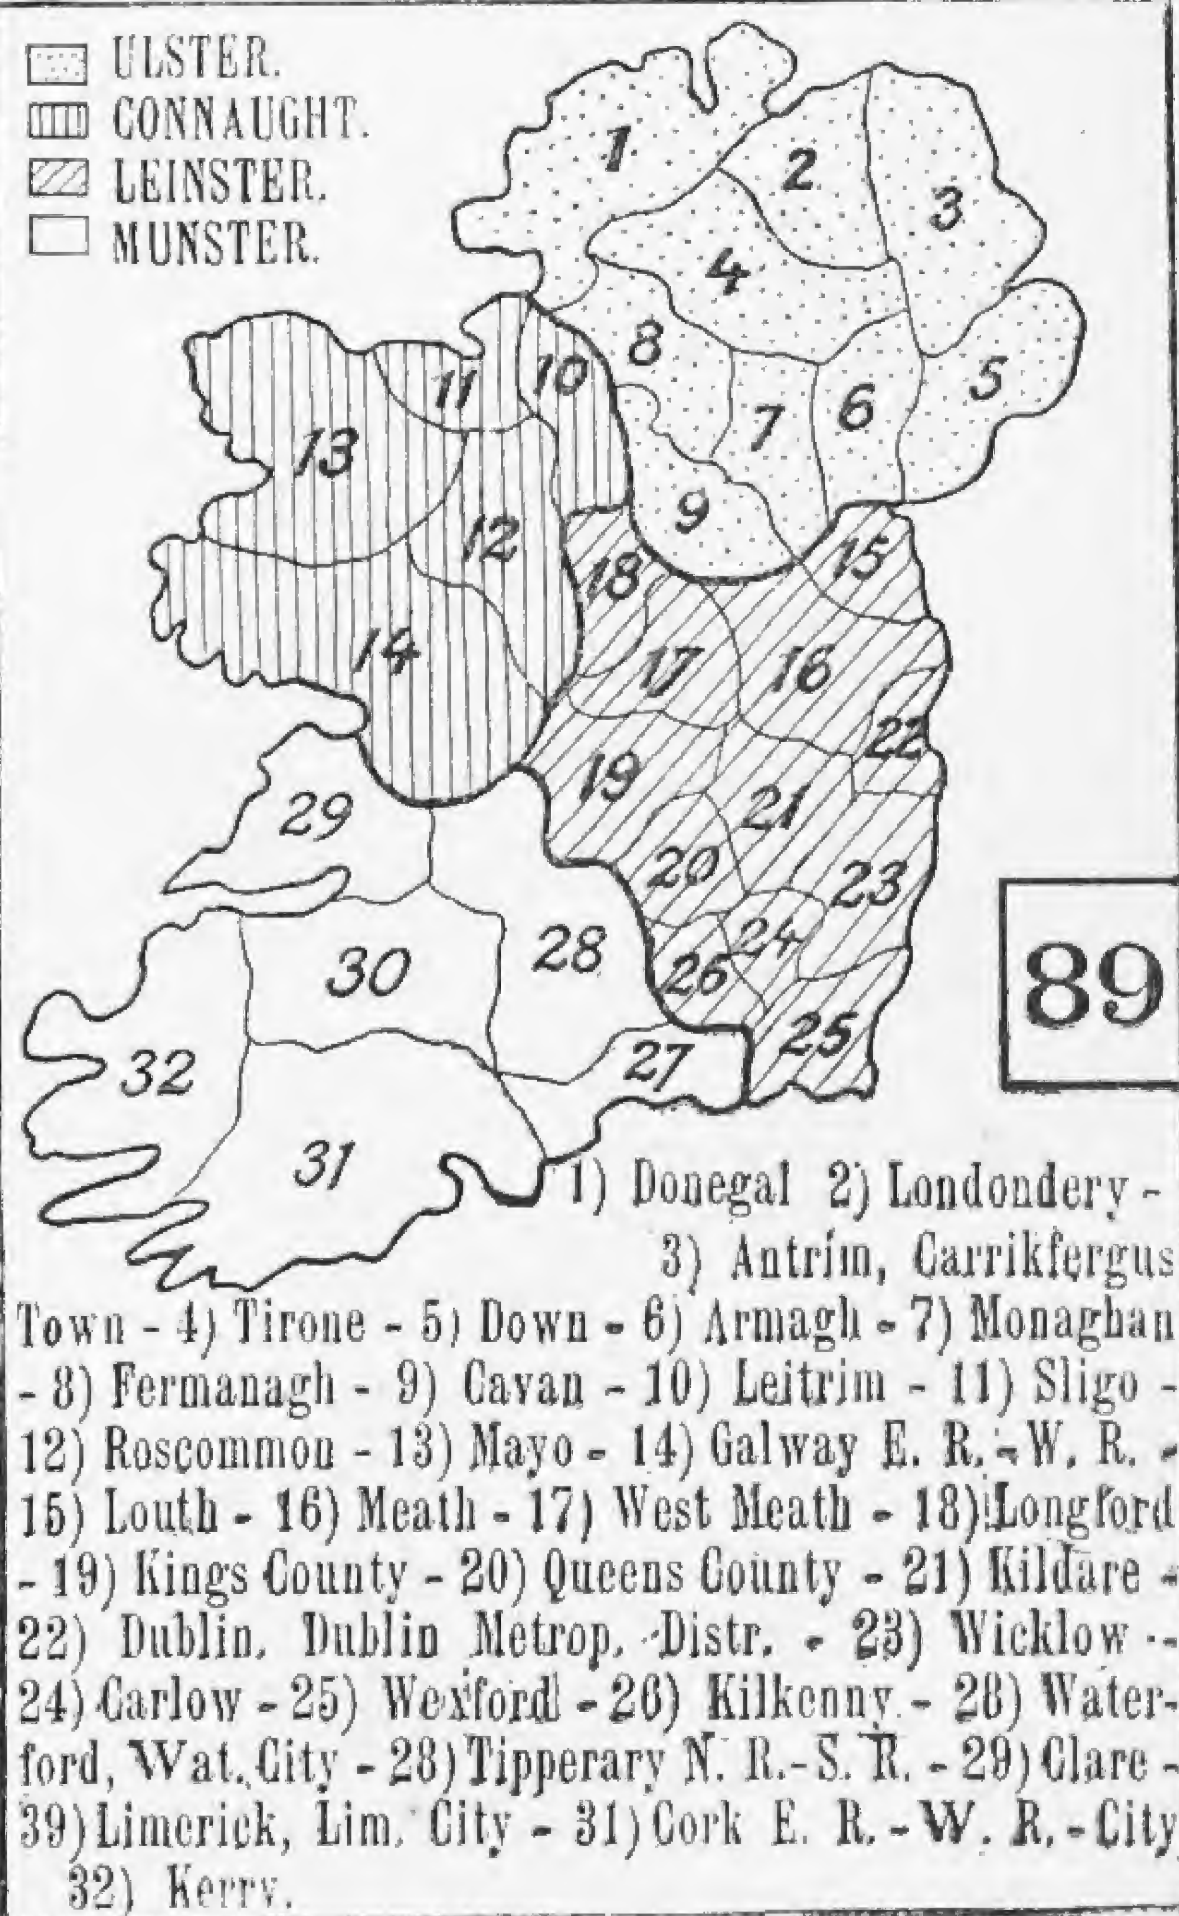 ULSTER.
CONNAUGHT.
LEINSTER.
MUNSTER.
1
2
3
4
5
6
7
8
9
10
11
12
13
14
15
16
17
18
19
20
21
22
23
24
25
26
27
28
29
30
31
32
89
1) Donegal 2) Londondery -
3) Antrim, Carrikfergus
Town - 4) Tirone - 5) Down - 6) Armagh - 7) Monaghan
- 8) Fermanagh - 9) Cavan - 10) Leitrim - 11) Sligo -
12) Roscommon - 13) Mayo - 14) Galway E. R. - W. R. -
15) Louth - 16) Meath - 17) West Meath - 18) Longford
- 19) Kings County - 20) Queens County - 21) Kildare -
22) Dublin, Dublin Metrop. Distr. - 23) Wicklow -
24) Carlow - 25) Wexford - 26) Kilkenny - 28) Water-
ford, Wat. City - 28) Tipperary N. R.-S. R. - 29) Clare -
39) Limerick, Lim. City - 31) Cork E. R. - W. R. - City
32) Kerry.